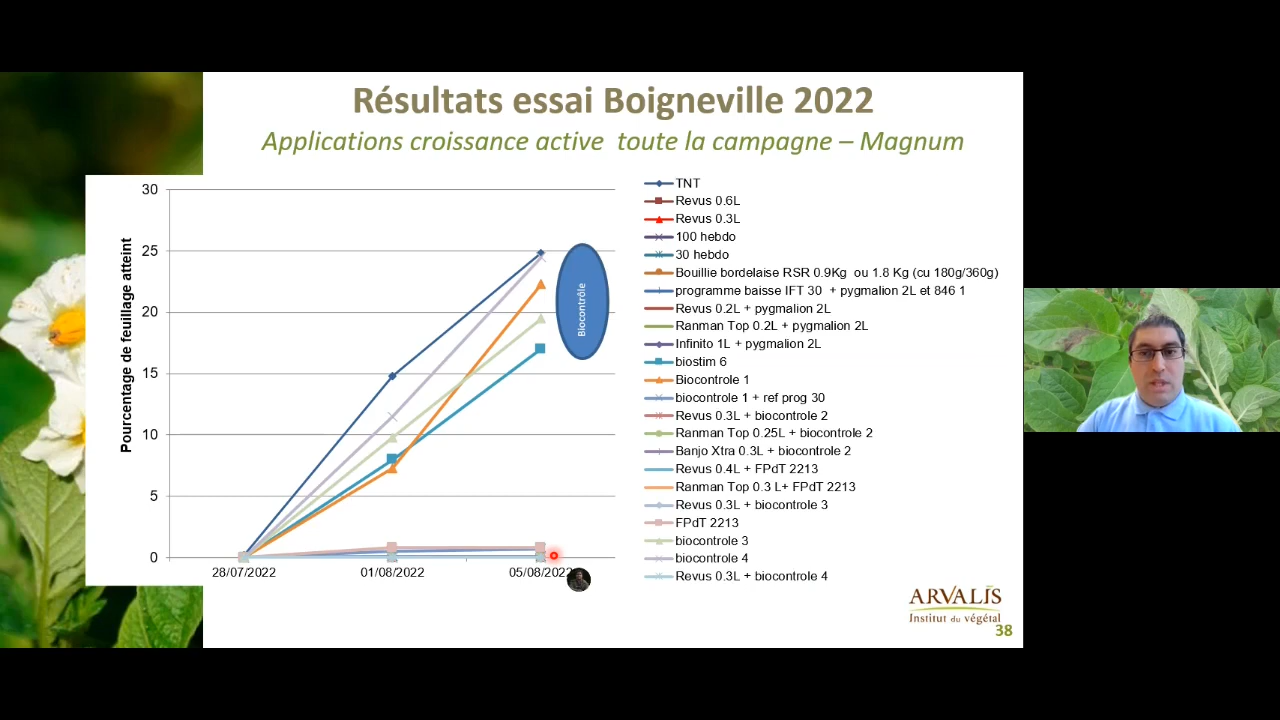 Résultats essai Boigneville 2022
Applications croissance active toute la campagne – Magnum
Pourcentage de feuillage atteint
30
25
20
15
10
5
0
28/07/2022
01/08/2022
05/08/2022
Biocontrôle
TNT
Revus 0.6L
Revus 0.3L
100 hebdo
30 hebdo
Bouillie bordelaise RSR 0.9Kg ou 1.8 Kg (cu 180g/360g)
programme baisse IFT 30 + pygmalion 2L et 846 1
Revus 0.2L + pygmalion 2L
Ranman Top 0.2L + pygmalion 2L
Infinito 1L + pygmalion 2L
biostim 6
Biocontrole 1
biocontrole 1 + ref prog 30
Revus 0.3L + biocontrole 2
Ranman Top 0.25L + biocontrole 2
Banjo Xtra 0.3L + biocontrole 2
Revus 0.4L + FPdT 2213
Ranman Top 0.3 L+ FPdT 2213
Revus 0.3L + biocontrole 3
FPdT 2213
biocontrole 3
biocontrole 4
Revus 0.3L + biocontrole 4
ARVALIS
Institut du végétal
38